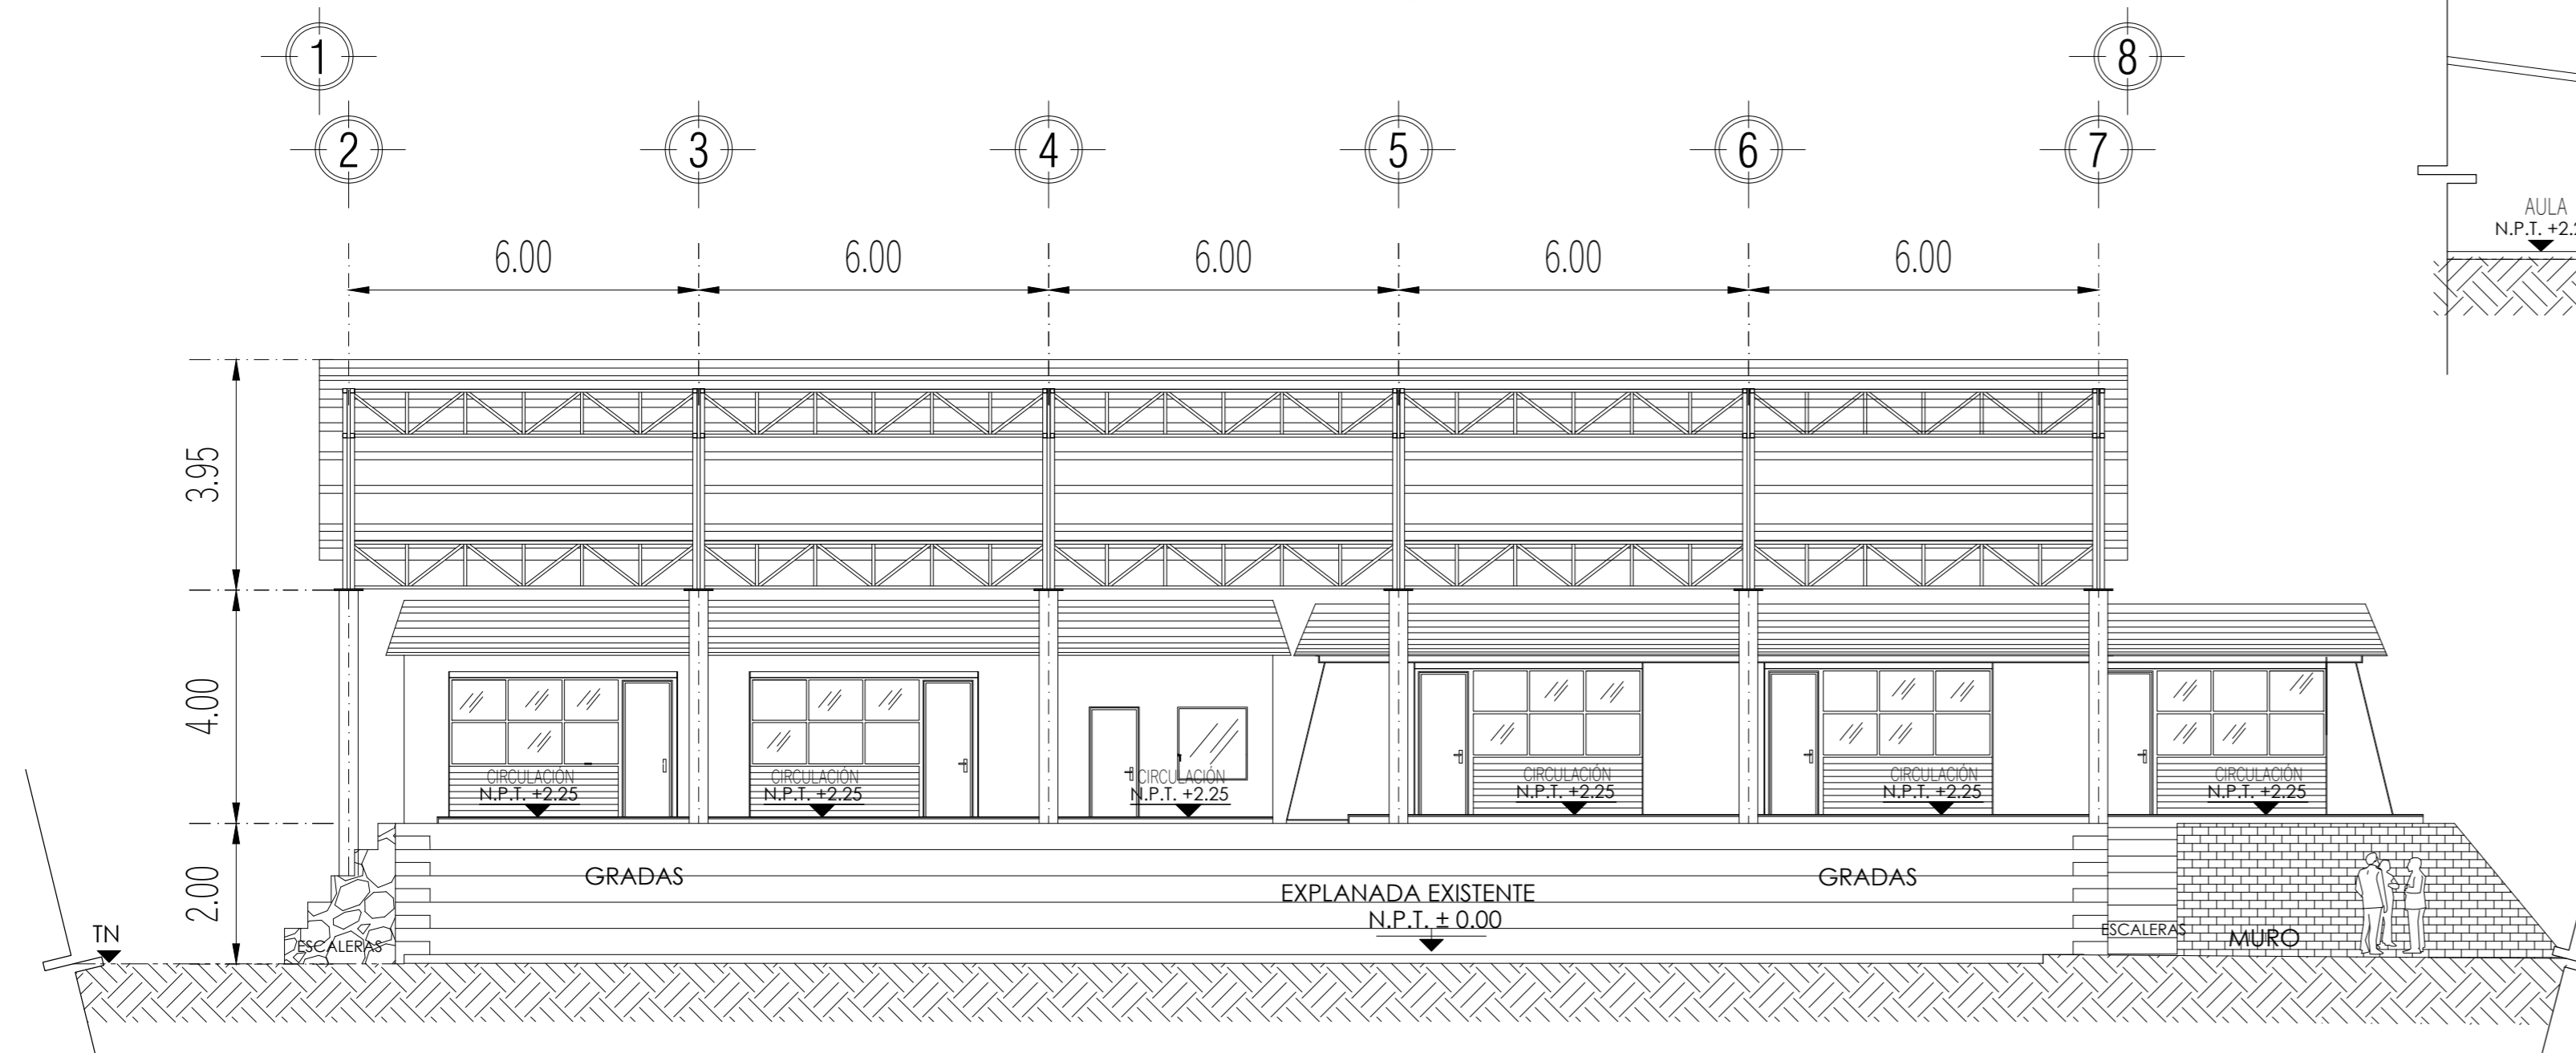 1
8
2
3
4
5
6
7
6.00
6.00
6.00
6.00
6.00
AULA
N.P.T. +2.
3.95
4.00
2.00
CIRCULACIÓN
N.P.T. +2.25
CIRCULACIÓN
N.P.T. +2.25
CIRCULACIÓN
N.P.T. +2.25
CIRCULACIÓN
N.P.T. +2.25
CIRCULACIÓN
N.P.T. +2.25
CIRCULACIÓN
N.P.T. +2.25
GRADAS
GRADAS
EXPLANADA EXISTENTE
N.P.T. ± 0.00
TN
ESCALERAS
ESCALERAS
MURO